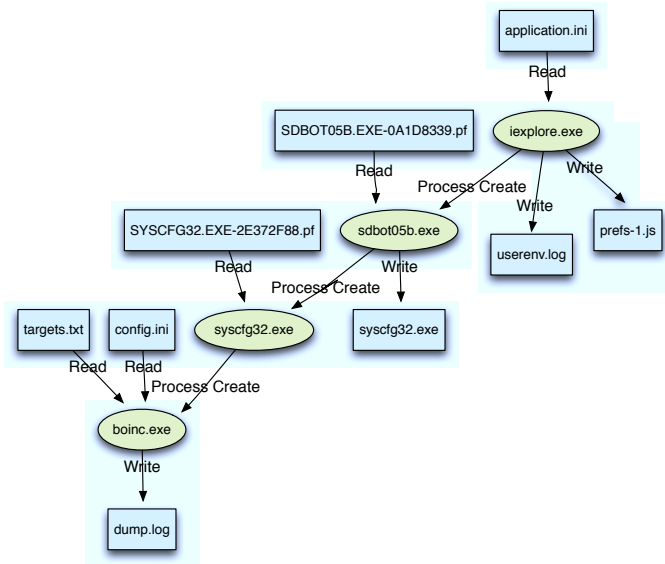 application.ini
Read
SDBOT05B.EXE-0A1D8339.pf
iexplore.exe
Read
Write
Process Create
Write
SYSCFG32.EXE-2E372F88.pf
sdbot05b.exe
prefs-1.js
userenv.log
Read
Write
Process Create
targets.txt
config.ini
syscfg32.exe
syscfg32.exe
Read
Read
Process Create
boinc.exe
Write
dump.log